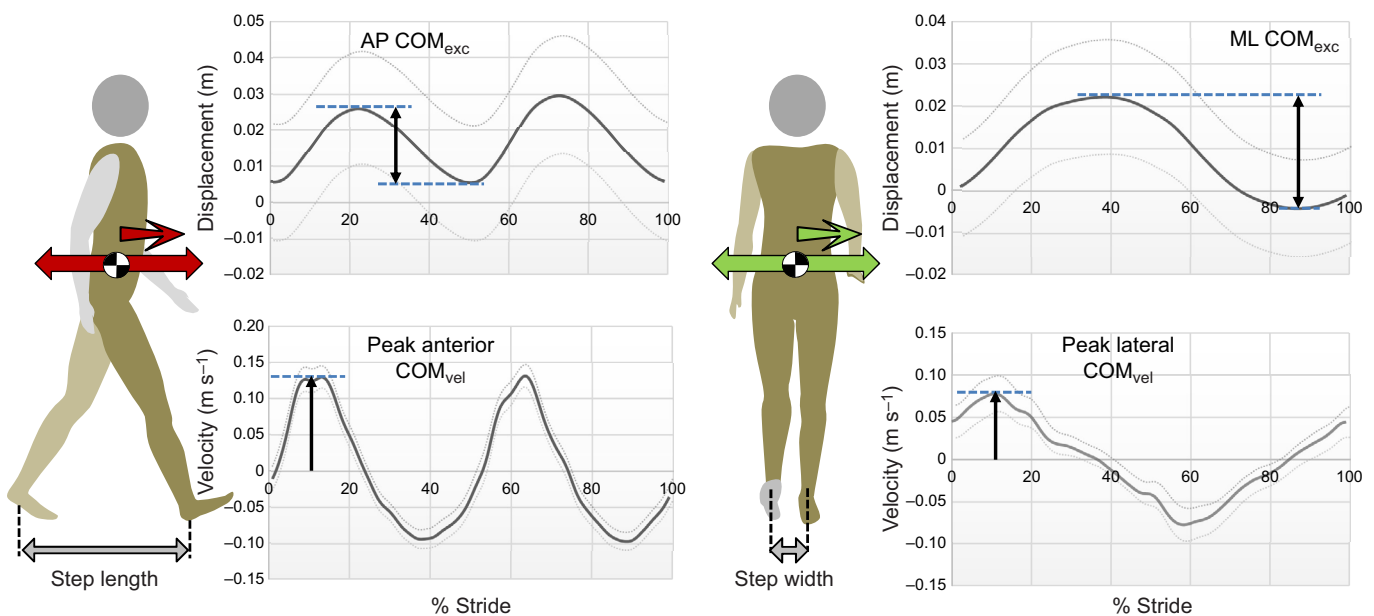 AP COMexc
Displacement (m)
0.05
0.04
0.03
0.02
0.01
0
–0.01
–0.02
0 20 40 60 80 100
ML COMexc
Displacement (m)
0.04
0.03
0.02
0.01
0
–0.01
–0.02
0 20 40 60 80 100
Peak anterior
COMvel
Velocity (m s–1)
0.20
0.15
0.10
0.05
0
–0.05
–0.10
–0.15
0 20 40 60 80 100
% Stride
Step length
Peak lateral
COMvel
Velocity (m s–1)
0.15
0.10
0.05
0
–0.05
–0.10
–0.15
0 20 40 60 80 100
% Stride
Step width